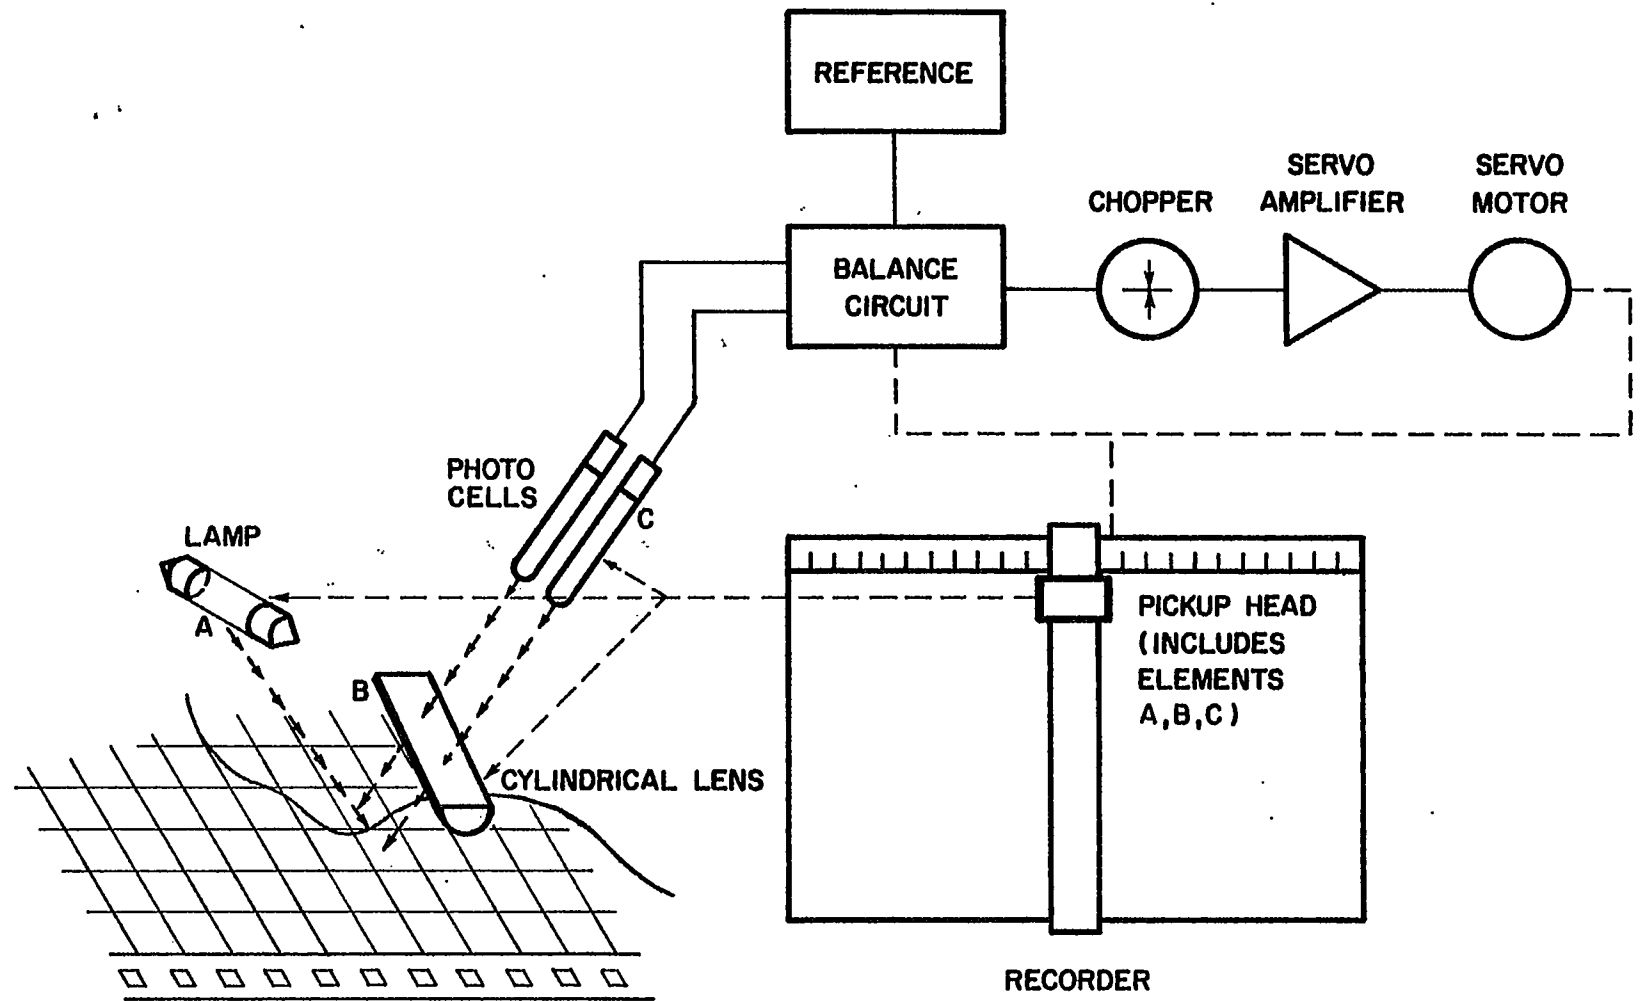 REFERENCE
SERVO
AMPLIFIER
SERVO
MOTOR
CHOPPER
BALANCE
CIRCUIT
PHOTO
CELLS
C
LAMP
A
B
CYLINDRICAL LENS
PICKUP HEAD
(INCLUDES
ELEMENTS
A,B,C)
RECORDER